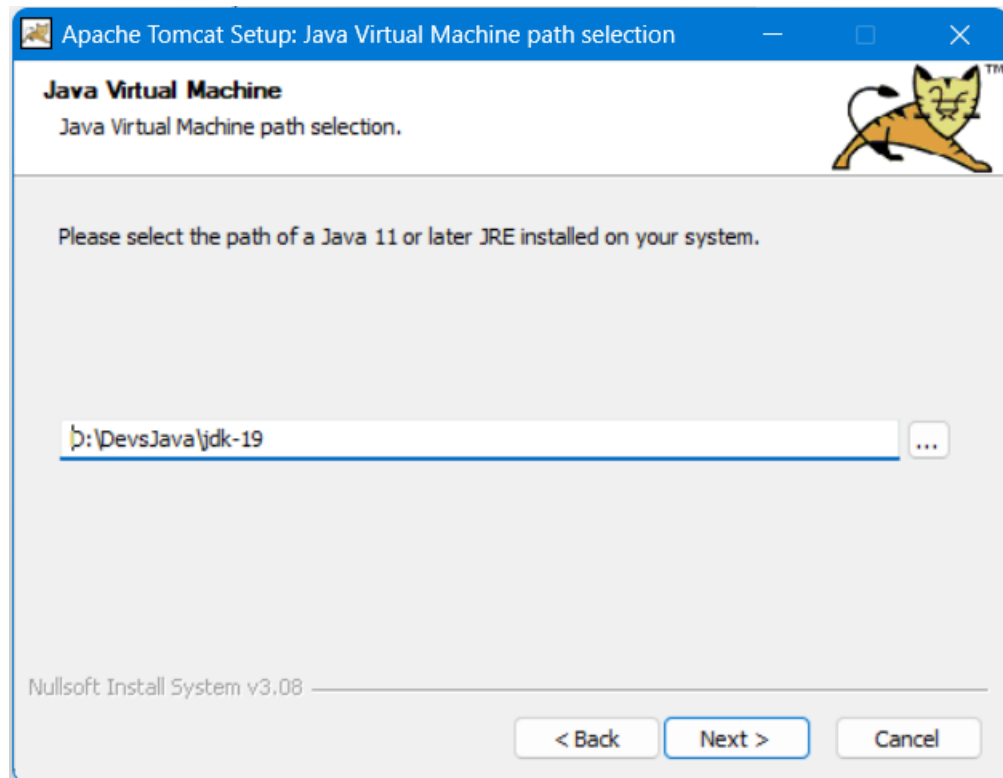 Apache Tomcat Setup: Java Virtual Machine path selection
TM
Java Virtual Machine
Java Virtual Machine path selection.
Please select the path of a Java 11 or later JRE installed on your system.
D:\DevsJava\jdk-19
...
Nullsoft Install System v3.08
< Back
Next >
Cancel